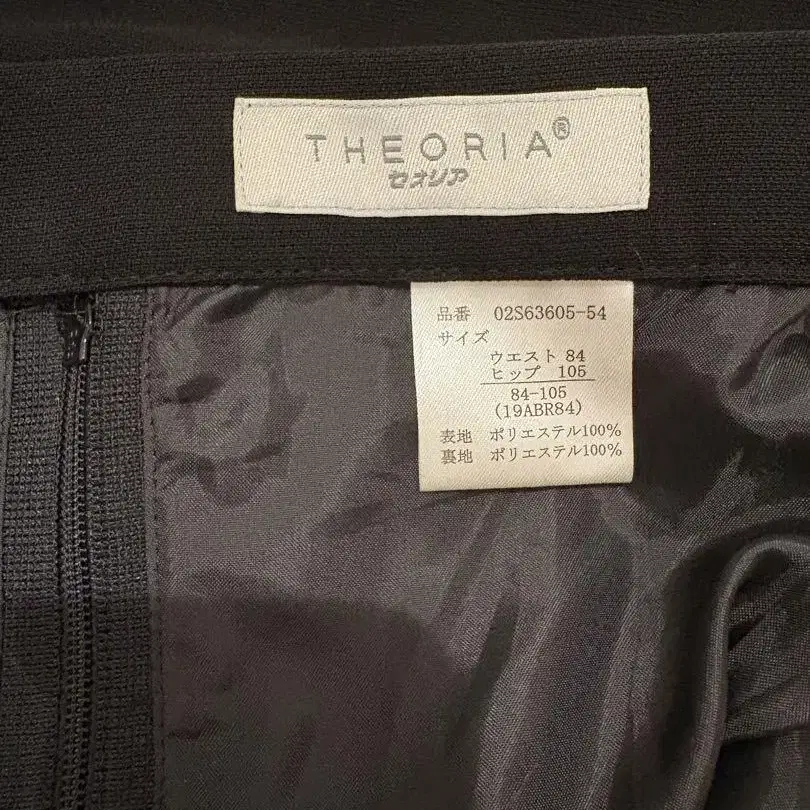 THEORIA®
セオリア
品番 02S63605-54
サイズ
ウエスト 84
ヒップ 105
84-105
(19ABR84)
表地 ポリエステル100%
裏地 ポリエステル100%